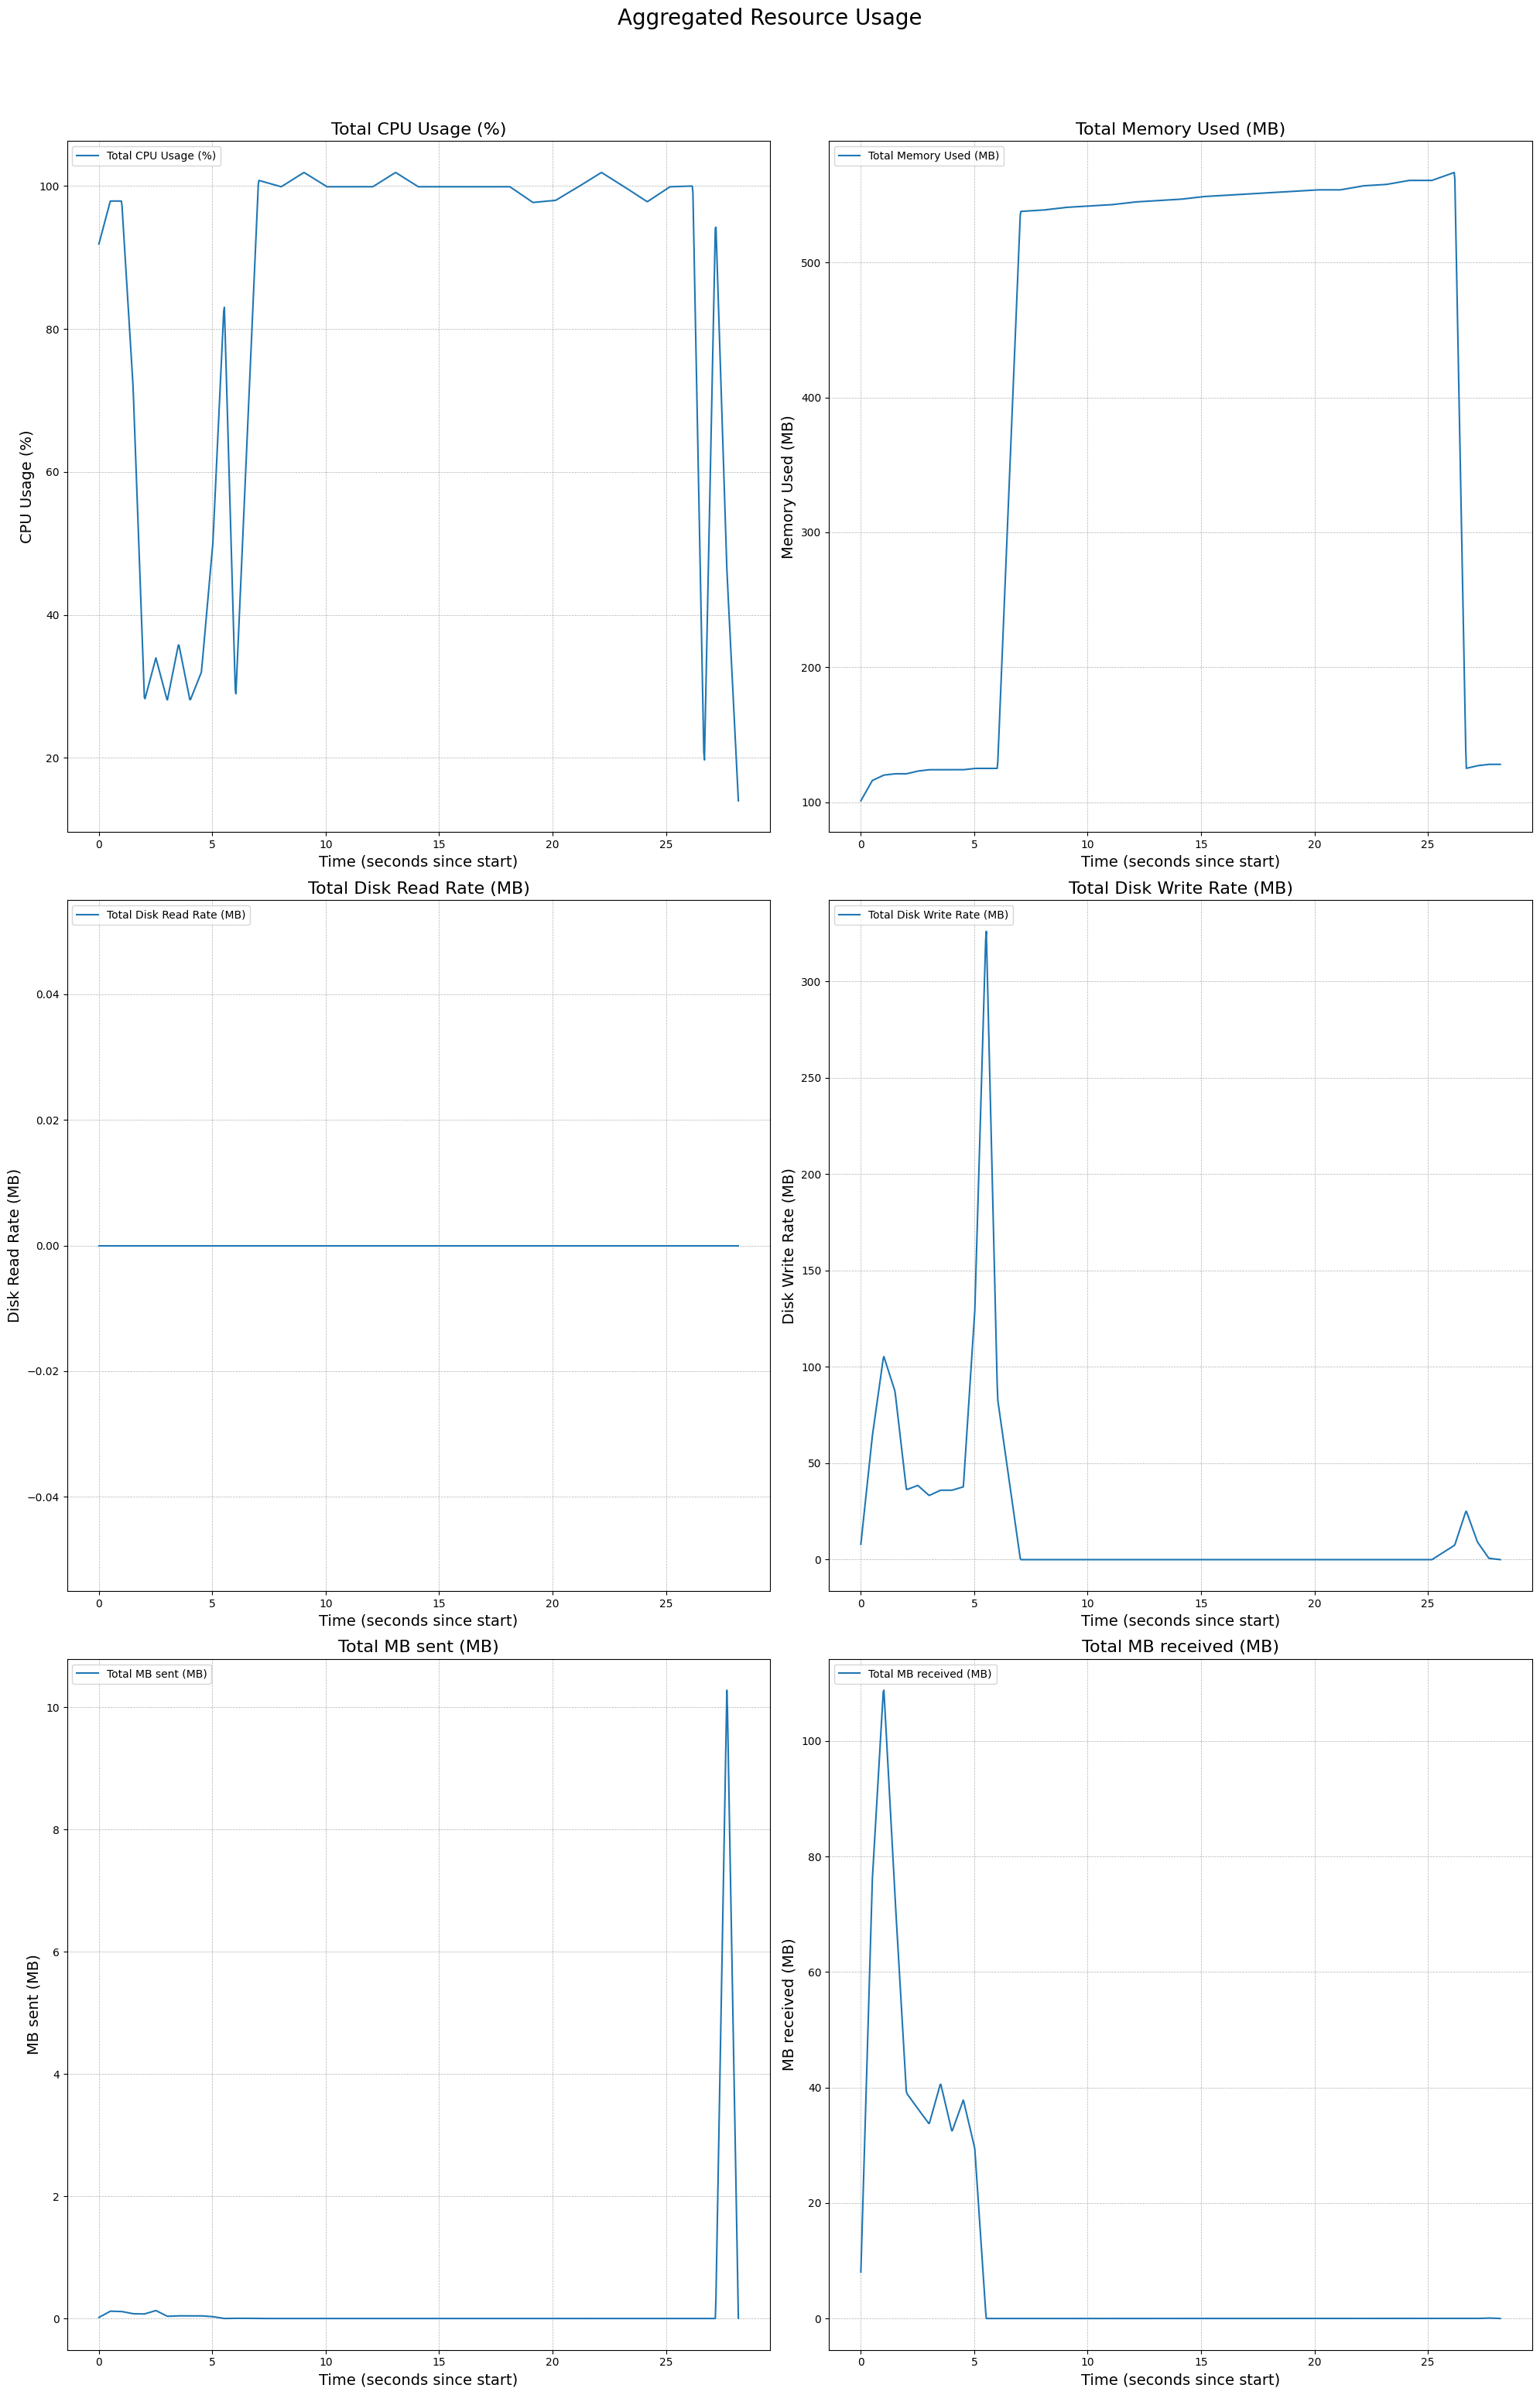 Aggregated Resource Usage
Total CPU Usage (%)
Total CPU Usage (%)
CPU Usage (%)
100
80
60
40
20
0 5 10 15 20 25
Time (seconds since start)
Total Memory Used (MB)
Total Memory Used (MB)
Memory Used (MB)
500
400
300
200
100
0 5 10 15 20 25
Time (seconds since start)
Total Disk Read Rate (MB)
Total Disk Read Rate (MB)
Disk Read Rate (MB)
0.04
0.02
0.00
−0.02
−0.04
0 5 10 15 20 25
Time (seconds since start)
Total Disk Write Rate (MB)
Total Disk Write Rate (MB)
Disk Write Rate (MB)
300
250
200
150
100
50
0
0 5 10 15 20 25
Time (seconds since start)
Total MB sent (MB)
Total MB sent (MB)
MB sent (MB)
10
8
6
4
2
0
0 5 10 15 20 25
Time (seconds since start)
Total MB received (MB)
Total MB received (MB)
MB received (MB)
100
80
60
40
20
0
0 5 10 15 20 25
Time (seconds since start)